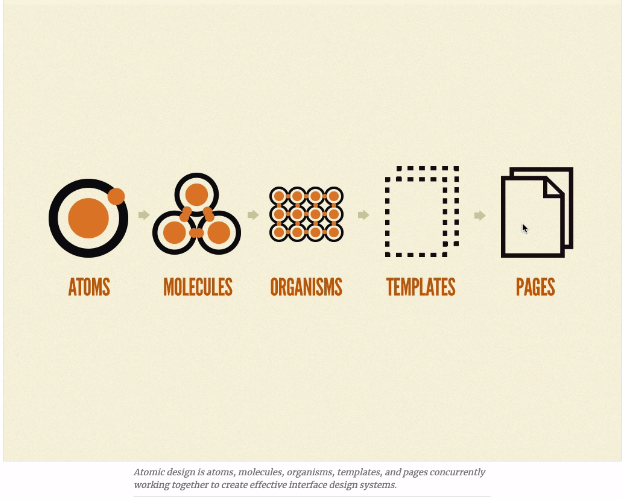 ATOMS MOLECULES ORGANISMS TEMPLATES PAGES
Atomic design is atoms, molecules, organisms, templates, and pages concurrently
working together to create effective interface design systems.